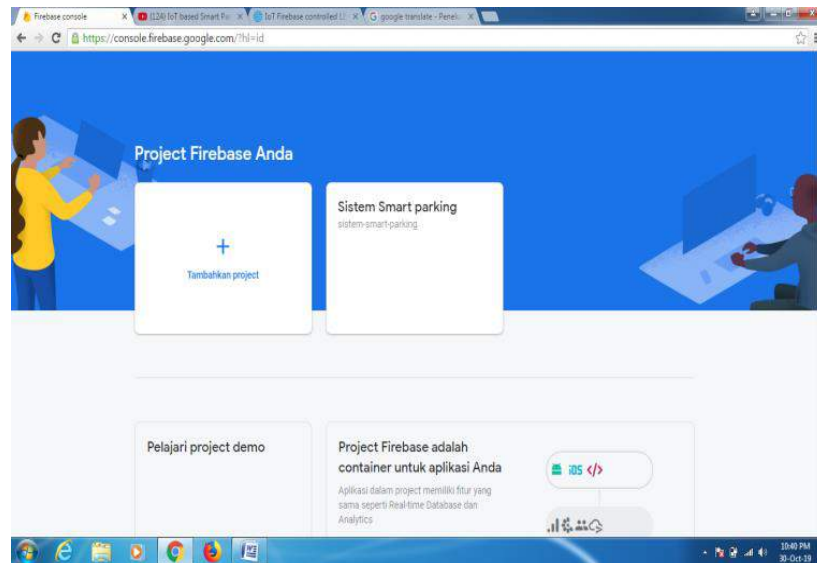 Firebase console
(124) IoT based Smart
IoT Firebase controlled
google translate - Penel
https://console.firebase.google.com/?hl=id
Project Firebase Anda
+
Tambahkan project
Sistem Smart parking
sistem-smart-parking
Pelajari project demo
Project Firebase adalah
container untuk aplikasi Anda
Aplikasi dalam project memiliki fitur yang
sama seperti Real-time Database dan
Analytics
iOS </>
10:40 PM
30-Oct-19